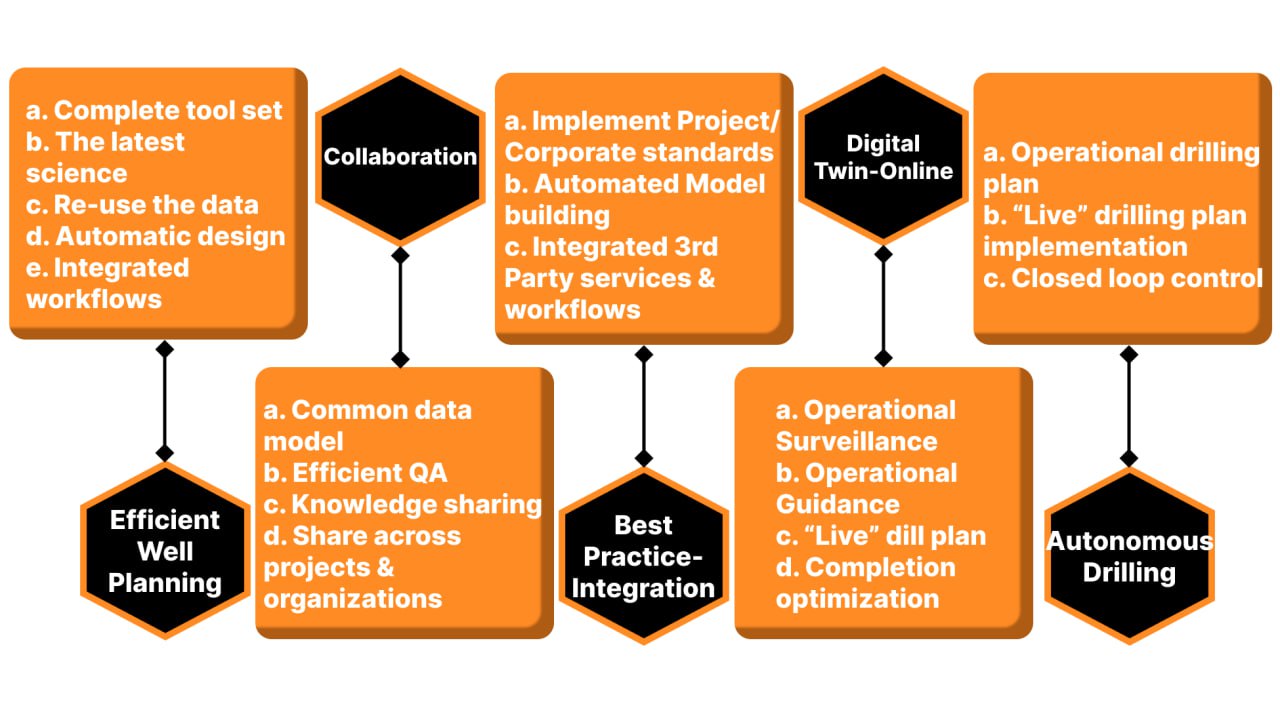 a. Complete tool set
b. The latest
science
c. Re-use the data
d. Automatic design
e. Integrated
workflows
Efficient
Well
Planning
Collaboration
a. Common data
model
b. Efficient QA
c. Knowledge sharing
d. Share across
projects &
organizations
a. Implement Project/
Corporate standards
b. Automated Model
building
c. Integrated 3rd
Party services &
workflows
Best
Practice-
Integration
Digital
Twin-Online
a. Operational
Surveillance
b. Operational
Guidance
c. “Live” dill plan
d. Completion
optimization
a. Operational drilling
plan
b. “Live” drilling plan
implementation
c. Closed loop control
Autonomous
Drilling